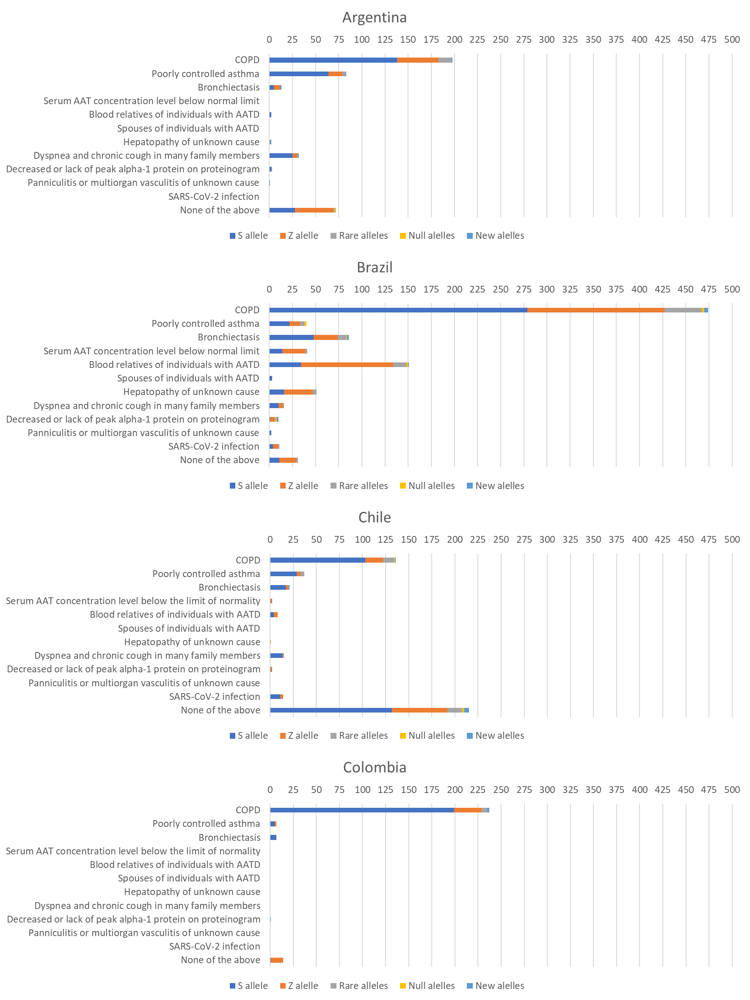 Argentina
0 25 50 75 100 125 150 175 200 225 250 275 300 325 350 375 400 425 450 475 500
COPD
Poorly controlled asthma
Bronchiectasis
Serum AAT concentration level below normal limit
Blood relatives of individuals with AATD
Spouses of individuals with AATD
Hepatopathy of unknown cause
Dyspnea and chronic cough in many family members
Decreased or lack of peak alpha-1 protein on proteinogram
Panniculitis or multiorgan vasculitis of unknown cause
SARS-CoV-2 infection
None of the above
S allele Z alelle Rare alleles Null alelles New alelles
Brazil
0 25 50 75 100 125 150 175 200 225 250 275 300 325 350 375 400 425 450 475 500
COPD
Poorly controlled asthma
Bronchiectasis
Serum AAT concentration level below normal limit
Blood relatives of individuals with AATD
Spouses of individuals with AATD
Hepatopathy of unknown cause
Dyspnea and chronic cough in many family members
Decreased or lack of peak alpha-1 protein on proteinogram
Panniculitis or multiorgan vasculitis of unknown cause
SARS-CoV-2 infection
None of the above
S allele Z alelle Rare alleles Null alelles New alelles
Chile
0 25 50 75 100 125 150 175 200 225 250 275 300 325 350 375 400 425 450 475 500
COPD
Poorly controlled asthma
Bronchiectasis
Serum AAT concentration level below the limit of normality
Blood relatives of individuals with AATD
Spouses of individuals with AATD
Hepatopathy of unknown cause
Dyspnea and chronic cough in many family members
Decreased or lack of peak alpha-1 protein on proteinogram
Panniculitis or multiorgan vasculitis of unknown cause
SARS-CoV-2 infection
None of the above
S allele Z alelle Rare alleles Null alelles New alelles
Colombia
0 25 50 75 100 125 150 175 200 225 250 275 300 325 350 375 400 425 450 475 500
COPD
Poorly controlled asthma
Bronchiectasis
Serum AAT concentration level below the limit of normality
Blood relatives of individuals with AATD
Spouses of individuals with AATD
Hepatopathy of unknown cause
Dyspnea and chronic cough in many family members
Decreased or lack of peak alpha-1 protein on proteinogram
Panniculitis or multiorgan vasculitis of unknown cause
SARS-CoV-2 infection
None of the above
S allele Z alelle Rare alleles Null alelles New alelles